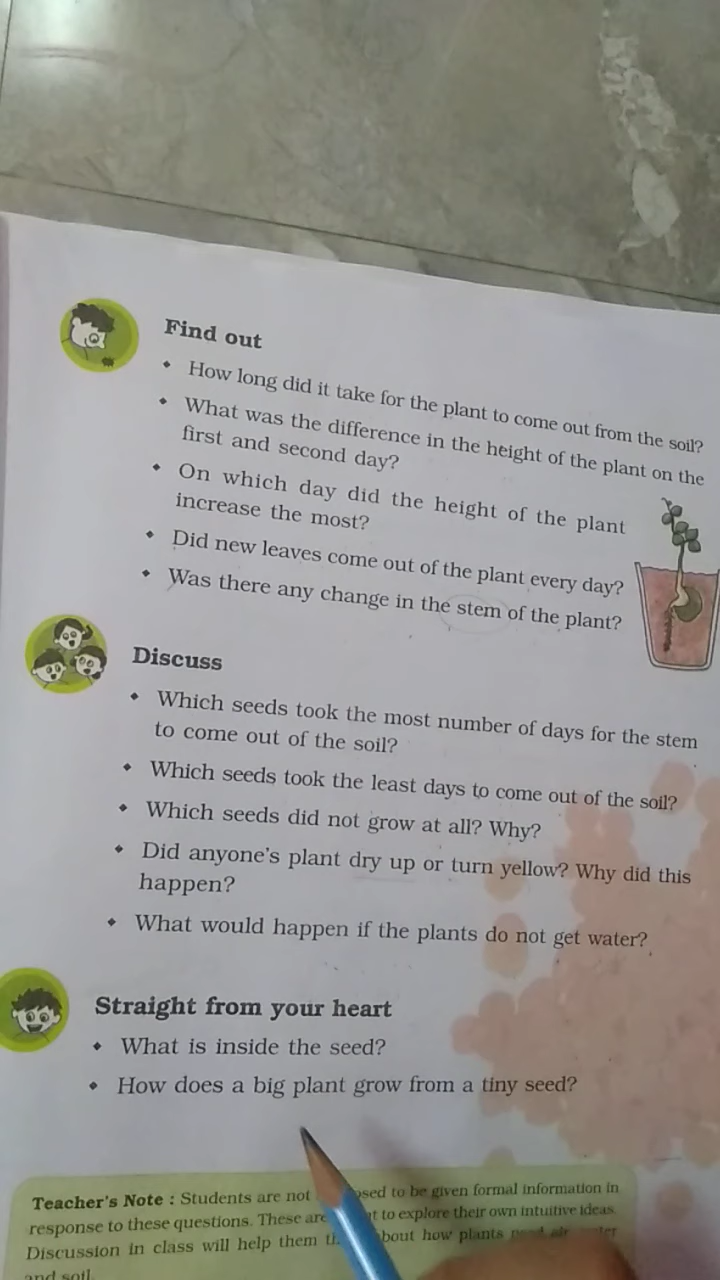 Find out
• How long did it take for the plant to come out from the soil?
• What was the difference in the height of the plant on the
first and second day?
• On which day did the height of the plant
increase the most?
• Did new leaves come out of the plant every day?
• Was there any change in the stem of the plant?
Discuss
• Which seeds took the most number of days for the stem
to come out of the soil?
• Which seeds took the least days to come out of the soil?
• Which seeds did not grow at all? Why?
• Did anyone's plant dry up or turn yellow? Why did this
happen?
• What would happen if the plants do not get water?
Straight from your heart
• What is inside the seed?
• How does a big plant grow from a tiny seed?
Teacher's Note : Students are not to be given formal information in
response to these questions. These are to explore their own intuitive ideas.
Discussion in class will help them about how plants
and soil.